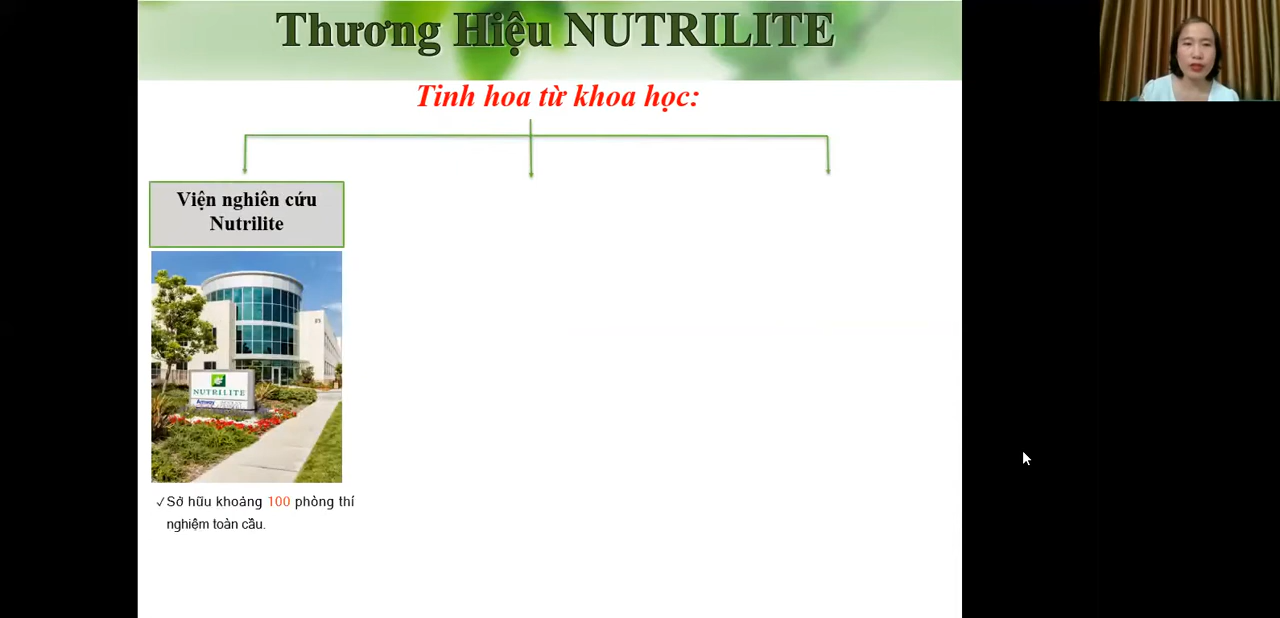 Thương Hiệu NUTRILITE
Tinh hoa từ khoa học:
Viện nghiên cứu
Nutrilite
NUTRILITE
Amway
✓Sở hữu khoảng 100 phòng thí
nghiệm toàn cầu.